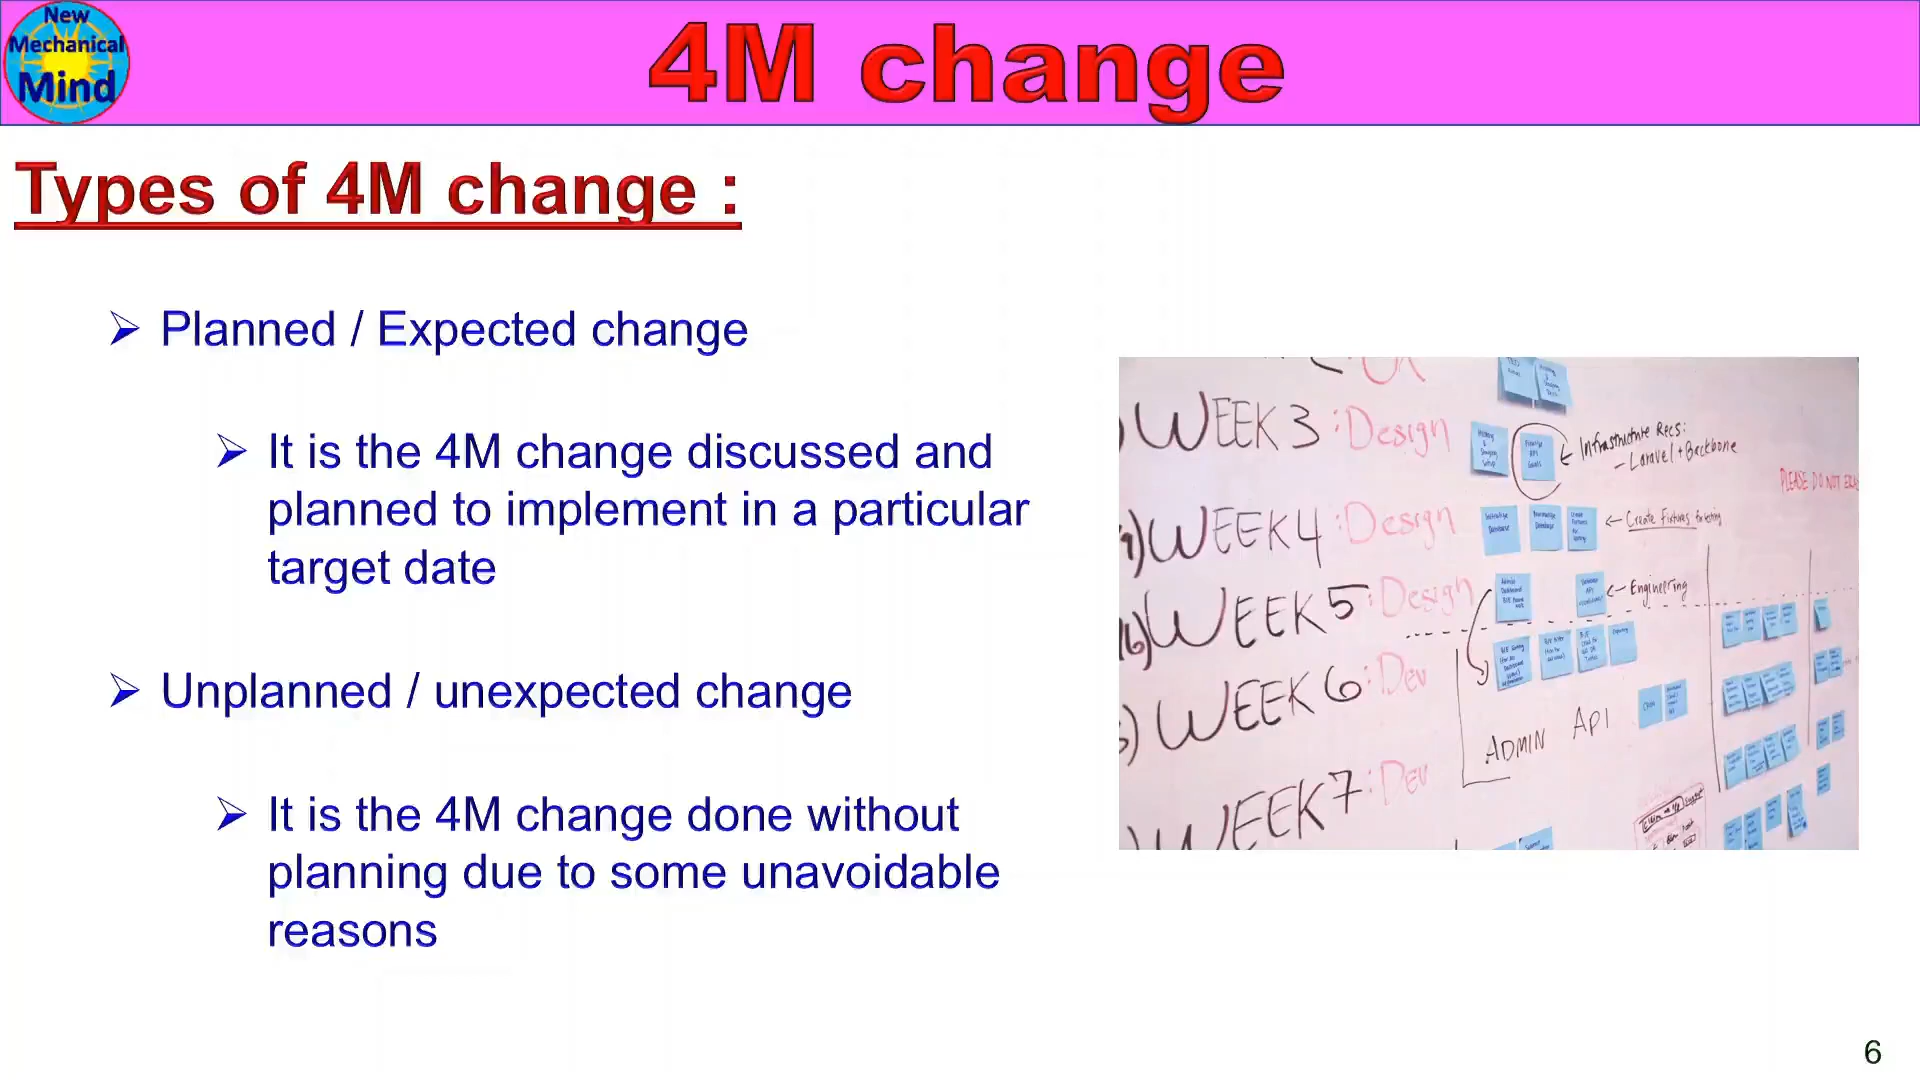 New
Mechanical
Mind
4M change
Types of 4M change :
➢ Planned / Expected change
➢ It is the 4M change discussed and
planned to implement in a particular
target date
➢ Unplanned / unexpected change
➢ It is the 4M change done without
planning due to some unavoidable
reasons
WEEK 3 :Design
Infrastructure Recs:
- Laravel + Backbone
PLEASE DO NOT
WEEK 4 :Design
Create Fixtures for testing
WEEK 5 :Design
Engineering
WEEK 6 :Dev
ADMIN API
WEEK 7 :Dev
6